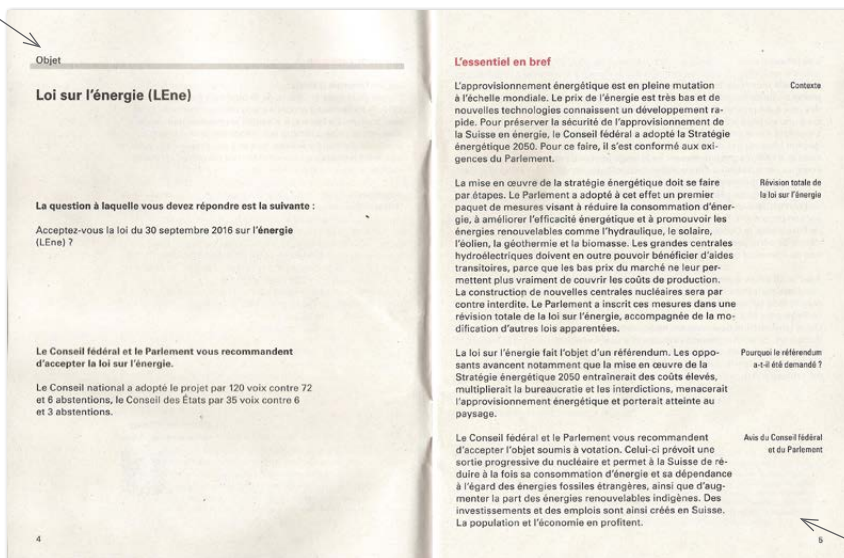 Objet
Loi sur l'énergie (LEne)
La question à laquelle vous devez répondre est la suivante :
Acceptez-vous la loi du 30 septembre 2016 sur l'énergie
(LEne) ?
Le Conseil fédéral et le Parlement vous recommandent
d'accepter la loi sur l'énergie.
Le Conseil national a adopté le projet par 120 voix contre 72
et 6 abstentions, le Conseil des États par 35 voix contre 6
et 3 abstentions.
4
L'essentiel en bref
Contexte
L'approvisionnement énergétique est en pleine mutation
à l'échelle mondiale. Le prix de l'énergie est très bas et de
nouvelles technologies connaissent un développement ra-
pide. Pour préserver la sécurité de l'approvisionnement de
la Suisse en énergie, le Conseil fédéral a adopté la Stratégie
énergétique 2050. Pour ce faire, il s'est conformé aux exi-
gences du Parlement.
Révision totale de
la loi sur l'énergie
La mise en œuvre de la stratégie énergétique doit se faire
par étapes. Le Parlement a adopté à cet effet un premier
paquet de mesures visant à réduire la consommation d'éner-
gie, à améliorer l'efficacité énergétique et à promouvoir les
énergies renouvelables comme l'hydraulique, le solaire,
l'éolien, la géothermie et la biomasse. Les grandes centrales
hydroélectriques doivent en outre pouvoir bénéficier d'aides
transitoires, parce que les bas prix du marché ne leur per-
mettent plus vraiment de couvrir les coûts de production.
La construction de nouvelles centrales nucléaires sera par
contre interdite. Le Parlement a inscrit ces mesures dans une
révision totale de la loi sur l'énergie, accompagnée de la mo-
dification d'autres lois apparentées.
Pourquoi le référendum
a-t-il été demandé ?
La loi sur l'énergie fait l'objet d'un référendum. Les oppo-
sants avancent notamment que la mise en œuvre de la
Stratégie énergétique 2050 entraînerait des coûts élevés,
multiplierait la bureaucratie et les interdictions, menacerait
l'approvisionnement énergétique et porterait atteinte au
paysage.
Avis du Conseil fédéral
et du Parlement
Le Conseil fédéral et le Parlement vous recommandent
d'accepter l'objet soumis à votation. Celui-ci prévoit une
sortie progressive du nucléaire et permet à la Suisse de ré-
duire à la fois sa consommation d'énergie et sa dépendance
à l'égard des énergies fossiles étrangères, ainsi que d'aug-
menter la part des énergies renouvelables indigènes. Des
investissements et des emplois sont ainsi créés en Suisse.
La population et l'économie en profitent.
5